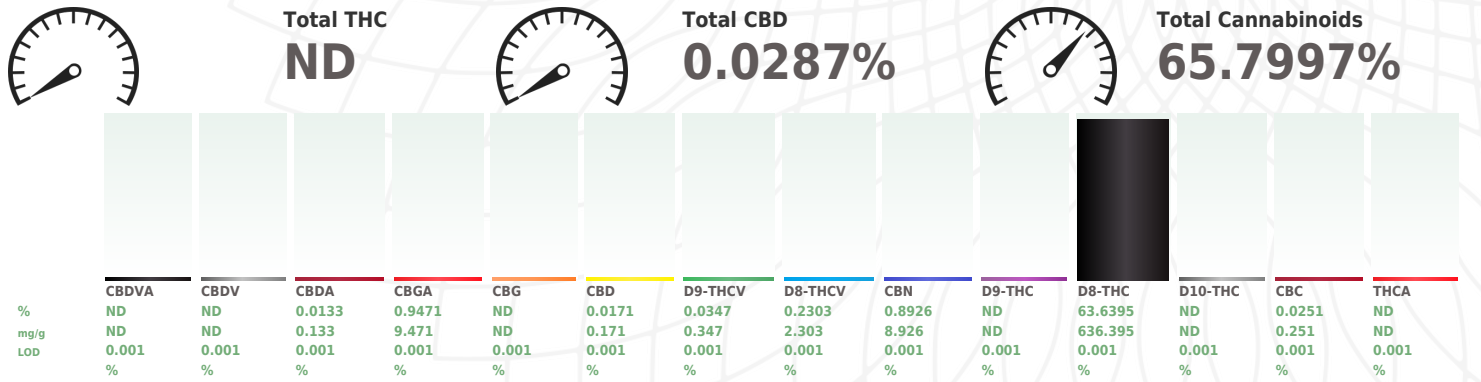 Total THC
ND
Total CBD
0.0287%
Total Cannabinoids
65.7997%
CBDVA CBDV CBDA CBGA CBG CBD D9-THCV D8-THCV CBN D9-THC D8-THC D10-THC CBC THCA
% ND ND 0.0133 0.9471 ND 0.0171 0.0347 0.2303 0.8926 ND 63.6395 ND 0.0251 ND
mg/g ND ND 0.133 9.471 ND 0.171 0.347 2.303 8.926 ND 636.395 ND 0.251 ND
LOD 0.001 0.001 0.001 0.001 0.001 0.001 0.001 0.001 0.001 0.001 0.001 0.001 0.001 0.001
% % % % % % % % % % % % % %